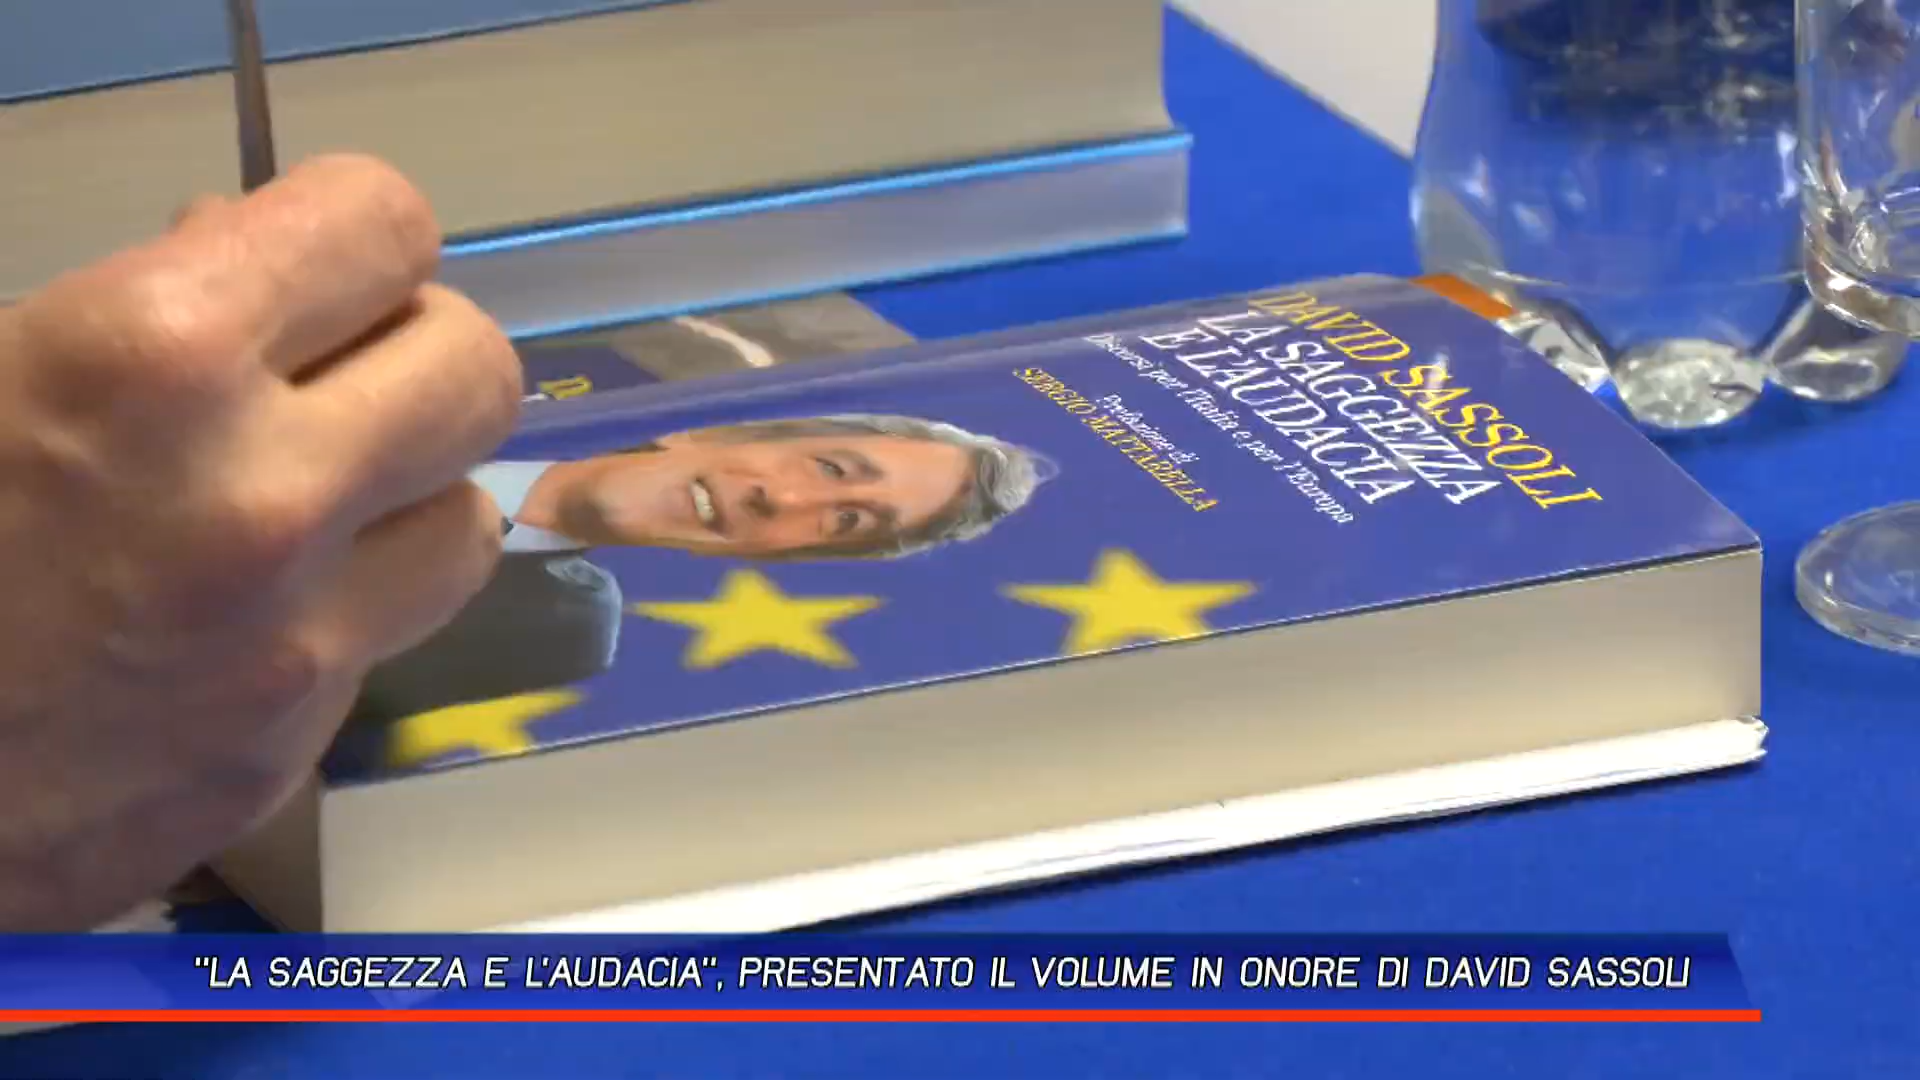 DAVID SASSOLI
LA SAGGEZZA
E L'AUDACIA
Discorsi per l'Italia e per l'Europa
Prefazione di
SERGIO MATTARELLA
D
"LA SAGGEZZA E L'AUDACIA", PRESENTATO IL VOLUME IN ONORE DI DAVID SASSOLI